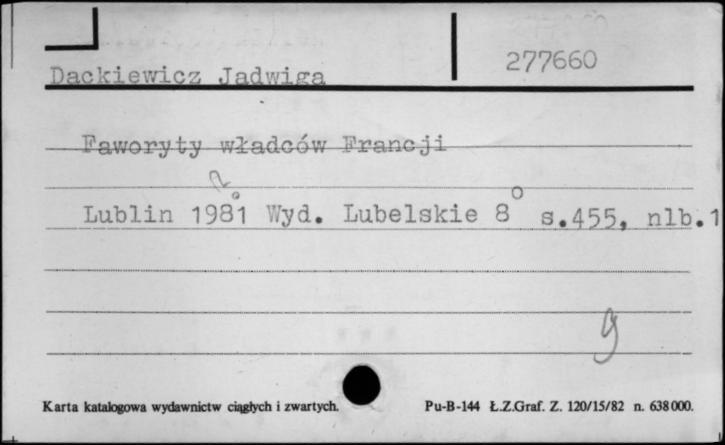 277660
Dackiewicz Jadwiga
Faworyty władców Francji
Lublin 1981 Wyd. Lubelskie 8° s.455, nlb.1
g
Karta katalogowa wydawnictw ciągłych i zwartych. Pu-B-144 Ł.Z.Graf. Z. 120/15/82 n. 638000.